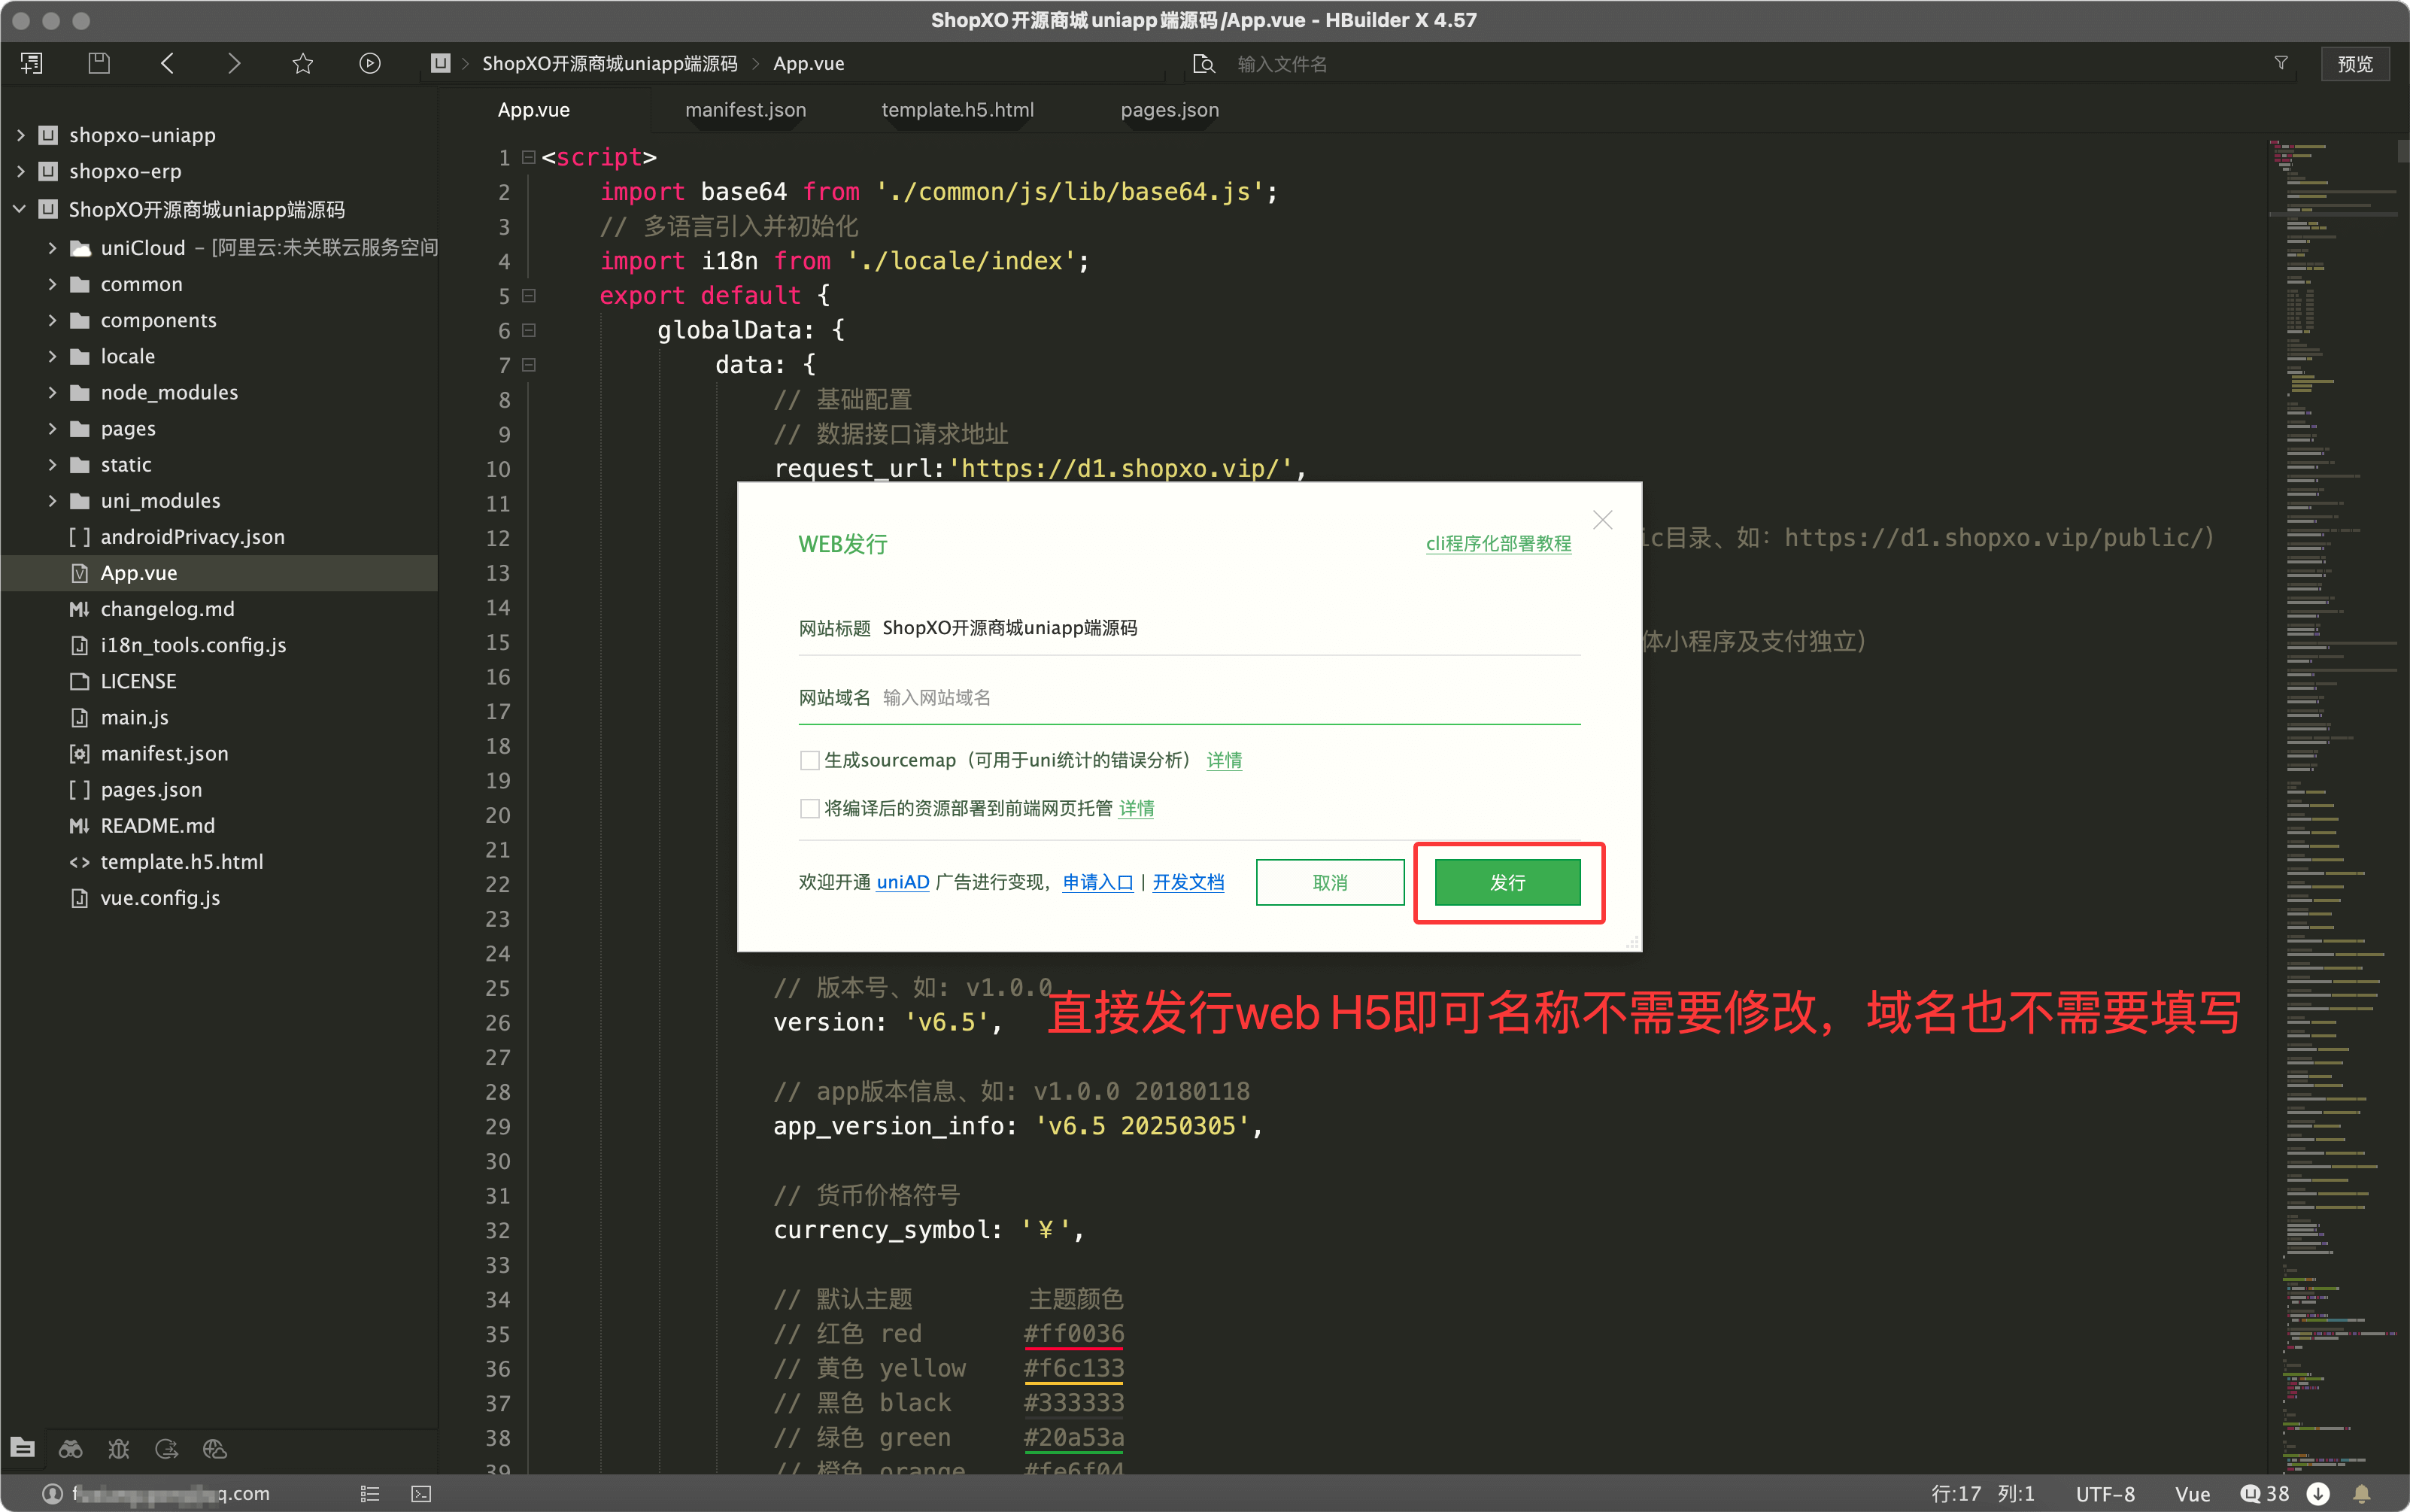 ShopXO开源商城uniapp端源码/App.vue - HBuilder X 4.57
ShopXO开源商城uniapp端源码 > App.vue
输入文件名
预览
App.vue
manifest.json
template.h5.html
pages.json
shopxo-uniapp
shopxo-erp
ShopXO开源商城uniapp端源码
uniCloud - [阿里云:未关联云服务空间
common
components
locale
node_modules
pages
static
uni_modules
androidPrivacy.json
App.vue
changelog.md
i18n_tools.config.js
LICENSE
main.js
manifest.json
pages.json
README.md
template.h5.html
vue.config.js
1 <script>
2 import base64 from './common/js/lib/base64.js';
3 // 多语言引入并初始化
4 import i18n from './locale/index';
5 export default {
6 globalData: {
7 data: {
8 // 基础配置
9 // 数据接口请求地址
10 request_url:'https://d1.shopxo.vip/',
11
12 ic目录、如：https://d1.shopxo.vip/public/）
13
14
15 体小程序及支付独立）
16
17
18
19
20
21
22
23
24
25 // 版本号、如: v1.0.0
26 version: 'v6.5',
27
28 // app版本信息、如: v1.0.0 20180118
29 app_version_info: 'v6.5 20250305',
30
31 // 货币价格符号
32 currency_symbol: '￥',
33
34 // 默认主题 主题颜色
35 // 红色 red #ff0036
36 // 黄色 yellow #f6c133
37 // 黑色 black #333333
38 // 绿色 green #20a53a
39 // 橙色 orange #fe6f04
WEB发行
cli程序化部署教程
网站标题 ShopXO开源商城uniapp端源码
网站域名 输入网站域名
生成sourcemap（可用于uni统计的错误分析） 详情
将编译后的资源部署到前端网页托管 详情
欢迎开通 uniAD 广告进行变现，申请入口 | 开发文档
取消
发行
直接发行web H5即可名称不需要修改，域名也不需要填写
q.com
行:17 列:1
UTF-8
Vue
38